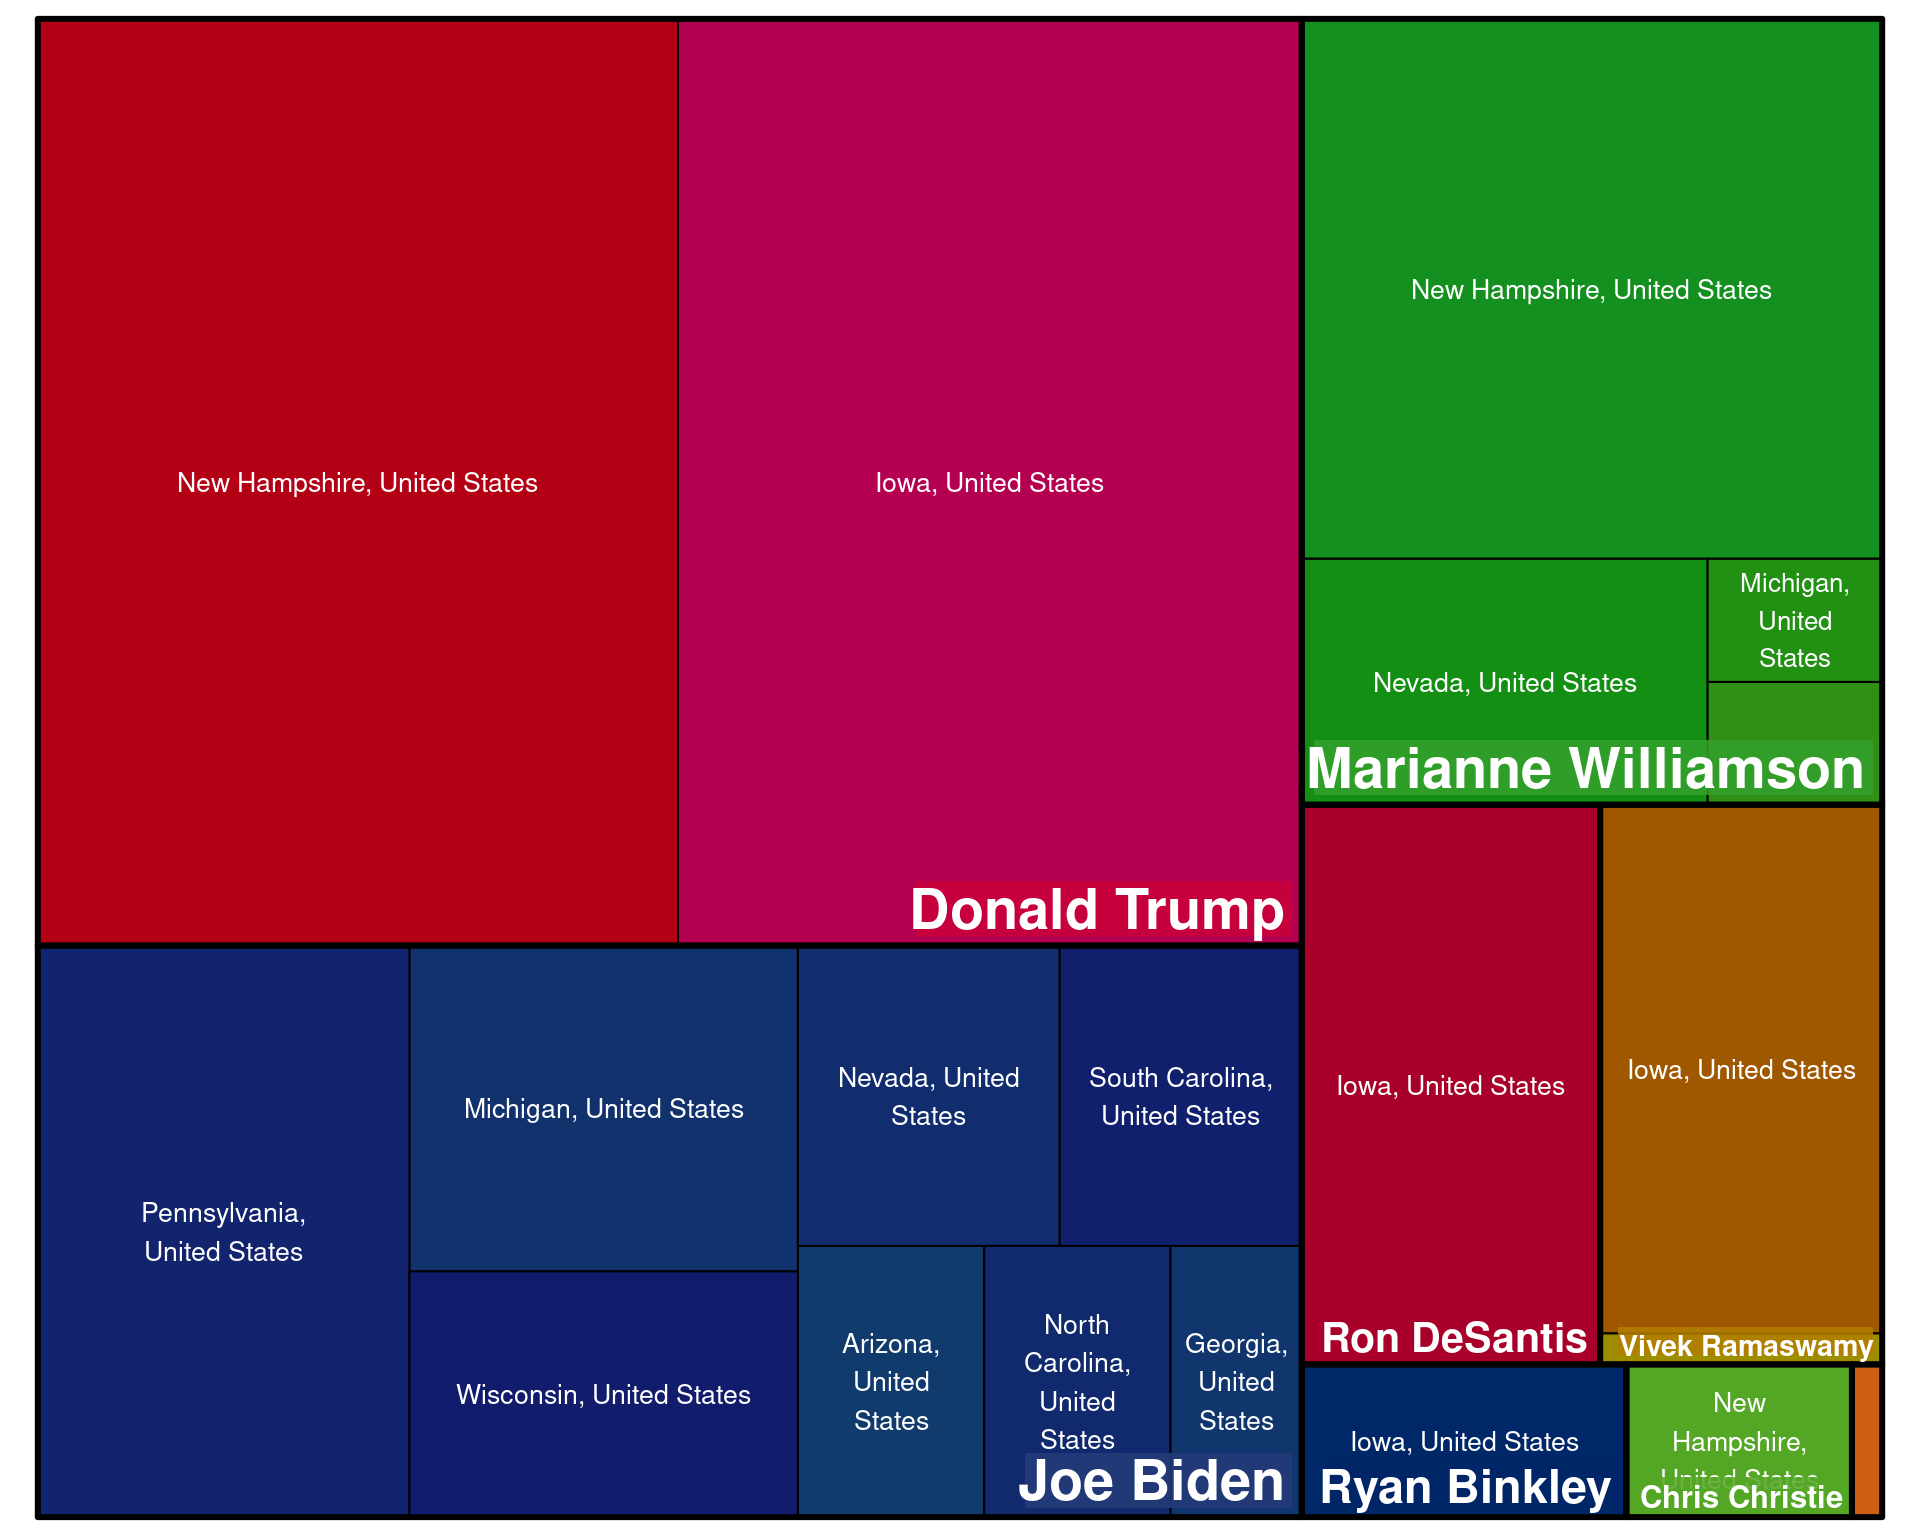 New Hampshire, United States
Iowa, United States
Donald Trump
New Hampshire, United States
Nevada, United States
Michigan,
United
States
Marianne Williamson
Pennsylvania,
United States
Michigan, United States
Wisconsin, United States
Nevada, United
States
South Carolina,
United States
Arizona,
United
States
North
Carolina,
United
States
Georgia,
United
States
Joe Biden
Iowa, United States
Ron DeSantis
Iowa, United States
Vivek Ramaswamy
Iowa, United States
Ryan Binkley
New
Hampshire,
United States
Chris Christie